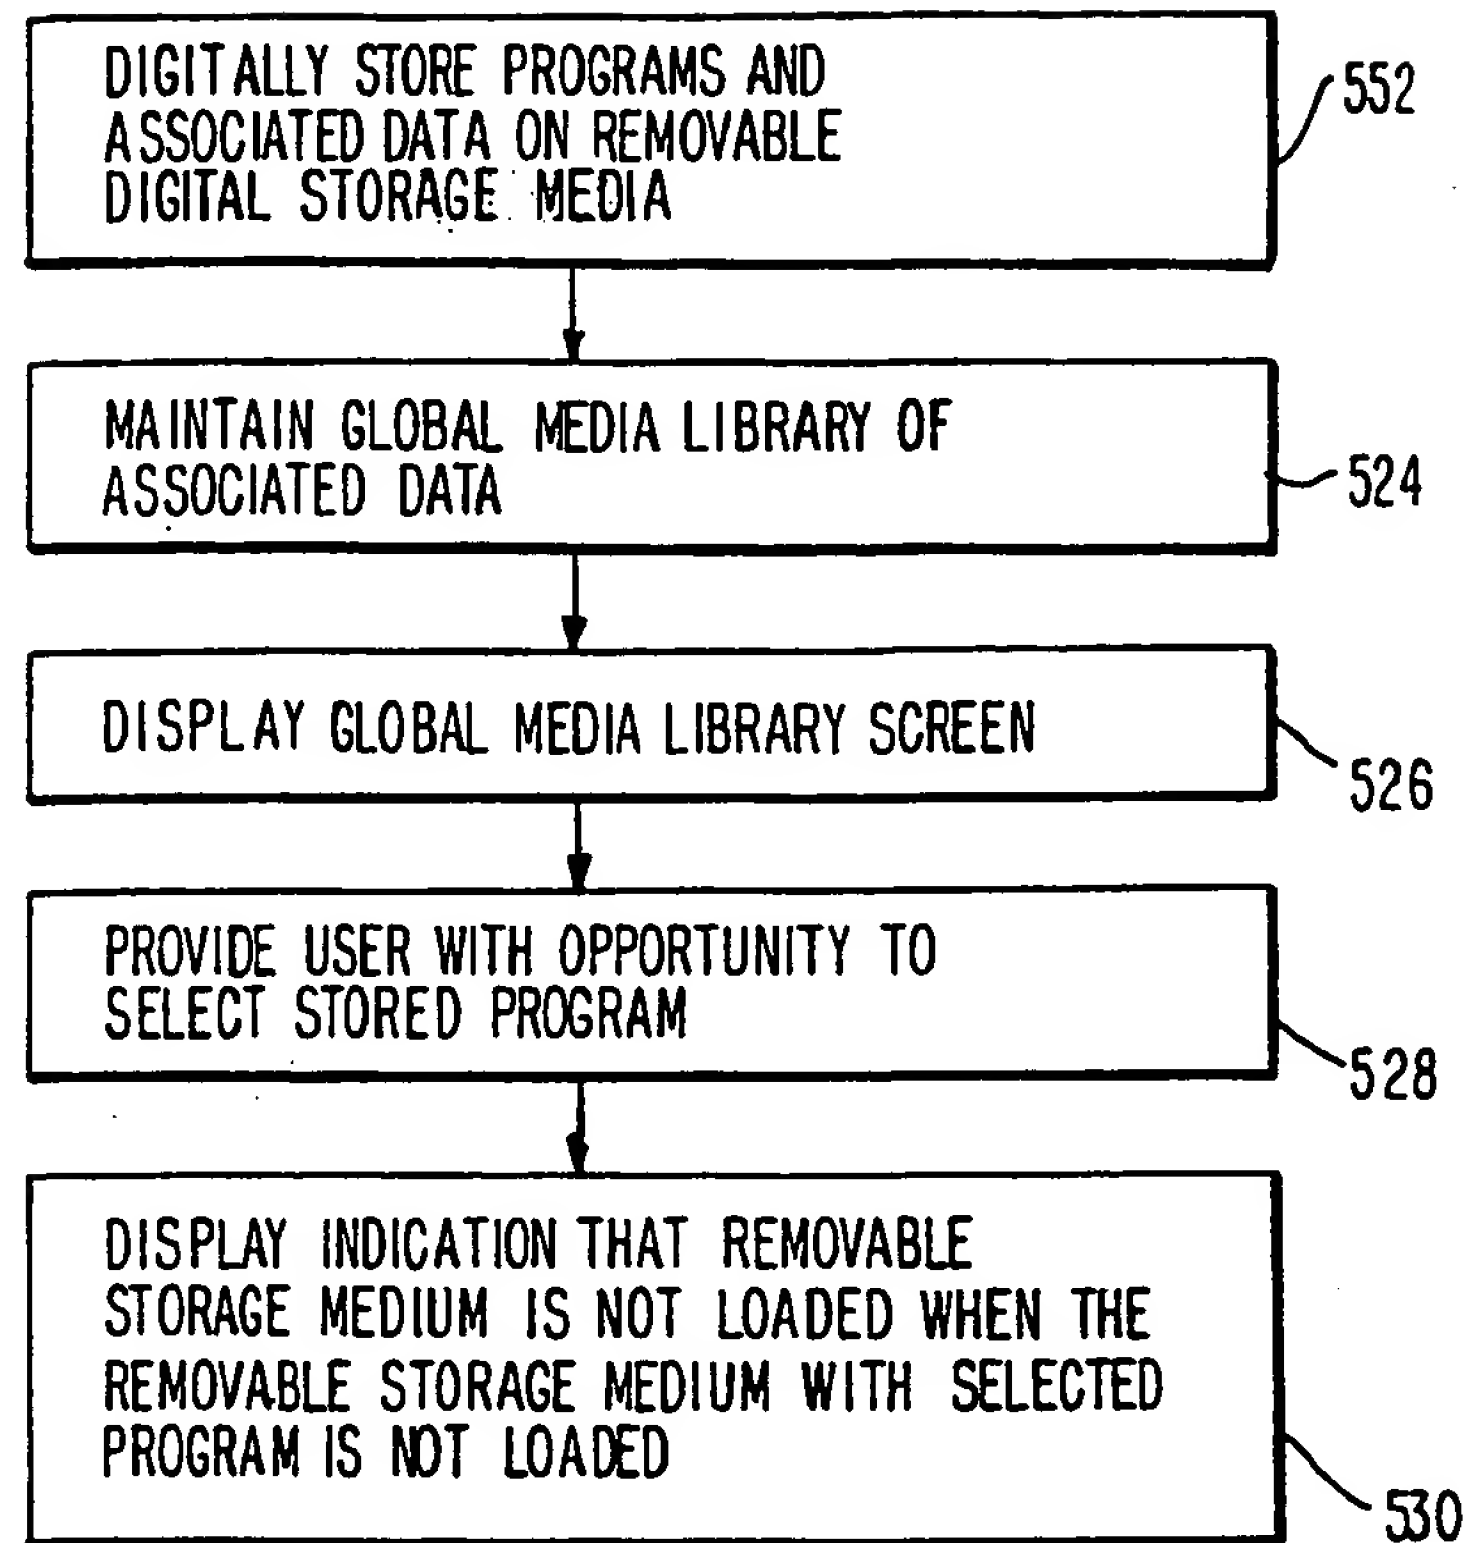 DIGITALLY STORE PROGRAMS AND
ASSOCIATED DATA ON REMOVABLE
DIGITAL STORAGE MEDIA
552
MAINTAIN GLOBAL MEDIA LIBRARY OF
ASSOCIATED DATA
524
DISPLAY GLOBAL MEDIA LIBRARY SCREEN
526
PROVIDE USER WITH OPPORTUNITY TO
SELECT STORED PROGRAM
528
DISPLAY INDICATION THAT REMOVABLE
STORAGE MEDIUM IS NOT LOADED WHEN THE
REMOVABLE STORAGE MEDIUM WITH SELECTED
PROGRAM IS NOT LOADED
530